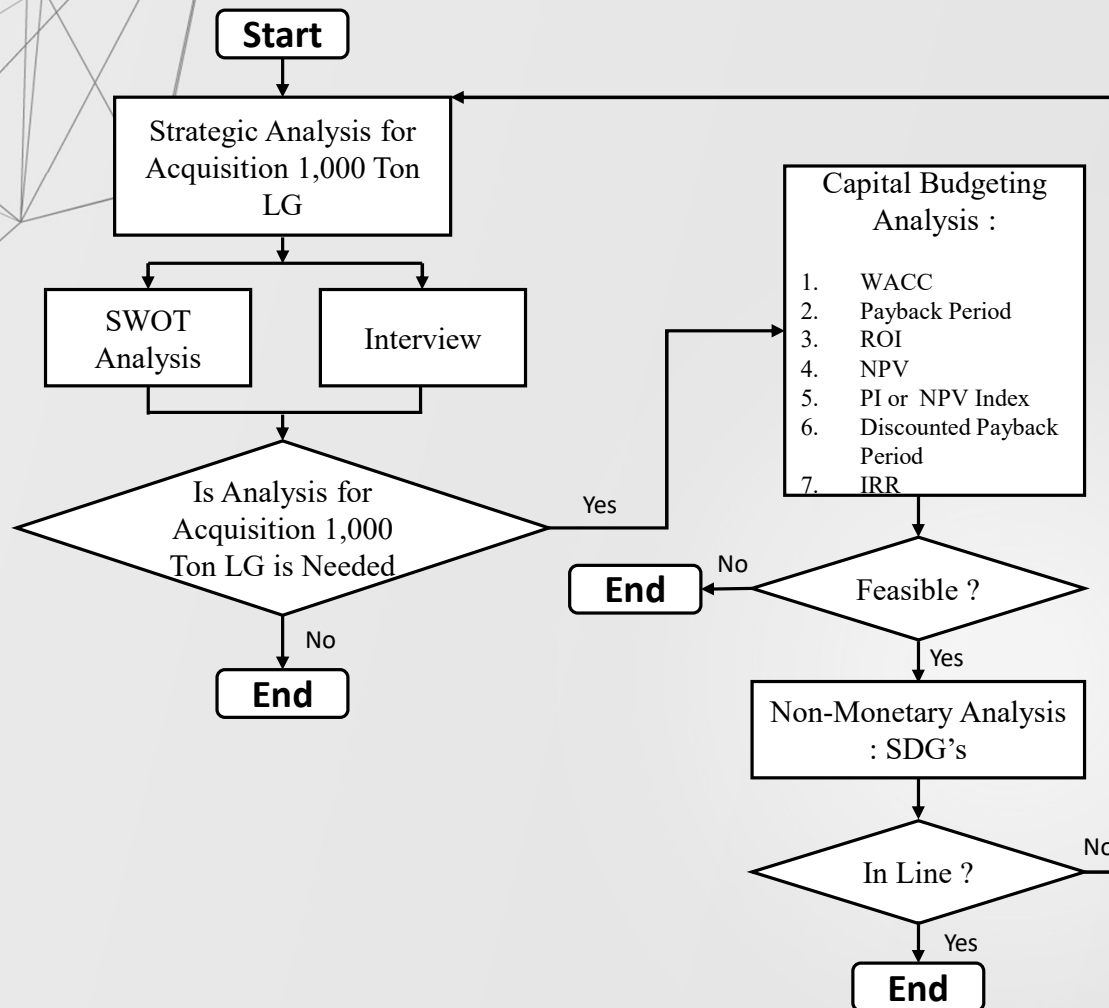 Start
Strategic Analysis for
Acquisition 1,000 Ton
LG
SWOT
Analysis
Interview
Is Analysis for
Acquisition 1,000
Ton LG is Needed
Yes
No
End
Capital Budgeting
Analysis :
1. WACC
2. Payback Period
3. ROI
4. NPV
5. PI or NPV Index
6. Discounted Payback
Period
7. IRR
Feasible ?
No
End
Yes
Non-Monetary Analysis
: SDG’s
In Line ?
No
Yes
End